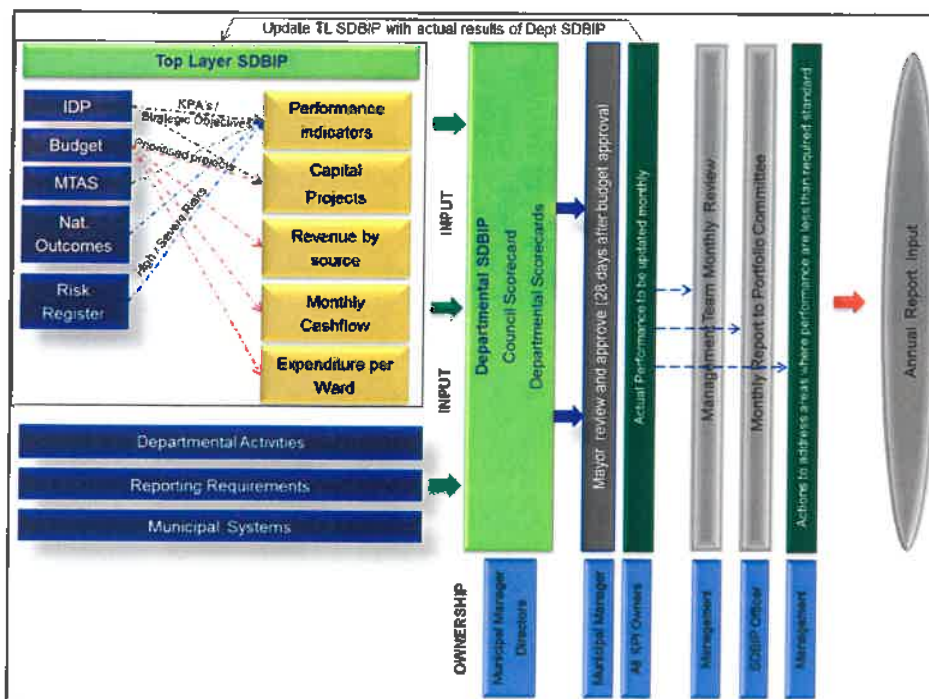 Update TL SDBIP with actual results of Dept SDBIP
Top Layer SDBIP
IDP
Budget
MTAS
Nat.
Outcomes
Risk
Register
KPA's /
Strategic Objectives
Prioritised projects
High / Severe Risks
Performance
indicators
Capital
Projects
Revenue by
source
Monthly
Cashflow
Expenditure per
Ward
Departmental Activities
Reporting Requirements
Municipal Systems
INPUT
INPUT
Departmental SDBIP
Council Scorecard
Departmental Scorecards
Mayor review and approve (28 days after budget approval)
Actual Performance to be updated monthly
Management Team Monthly Review
Monthly Report to Portfolio Committee
Actions to address areas where performance are less than required standard
Annual Report Input
OWNERSHIP
Municipal Manager
Directors
Municipal Manager
All KPI Owners
Management
SDBIP Officer
Management